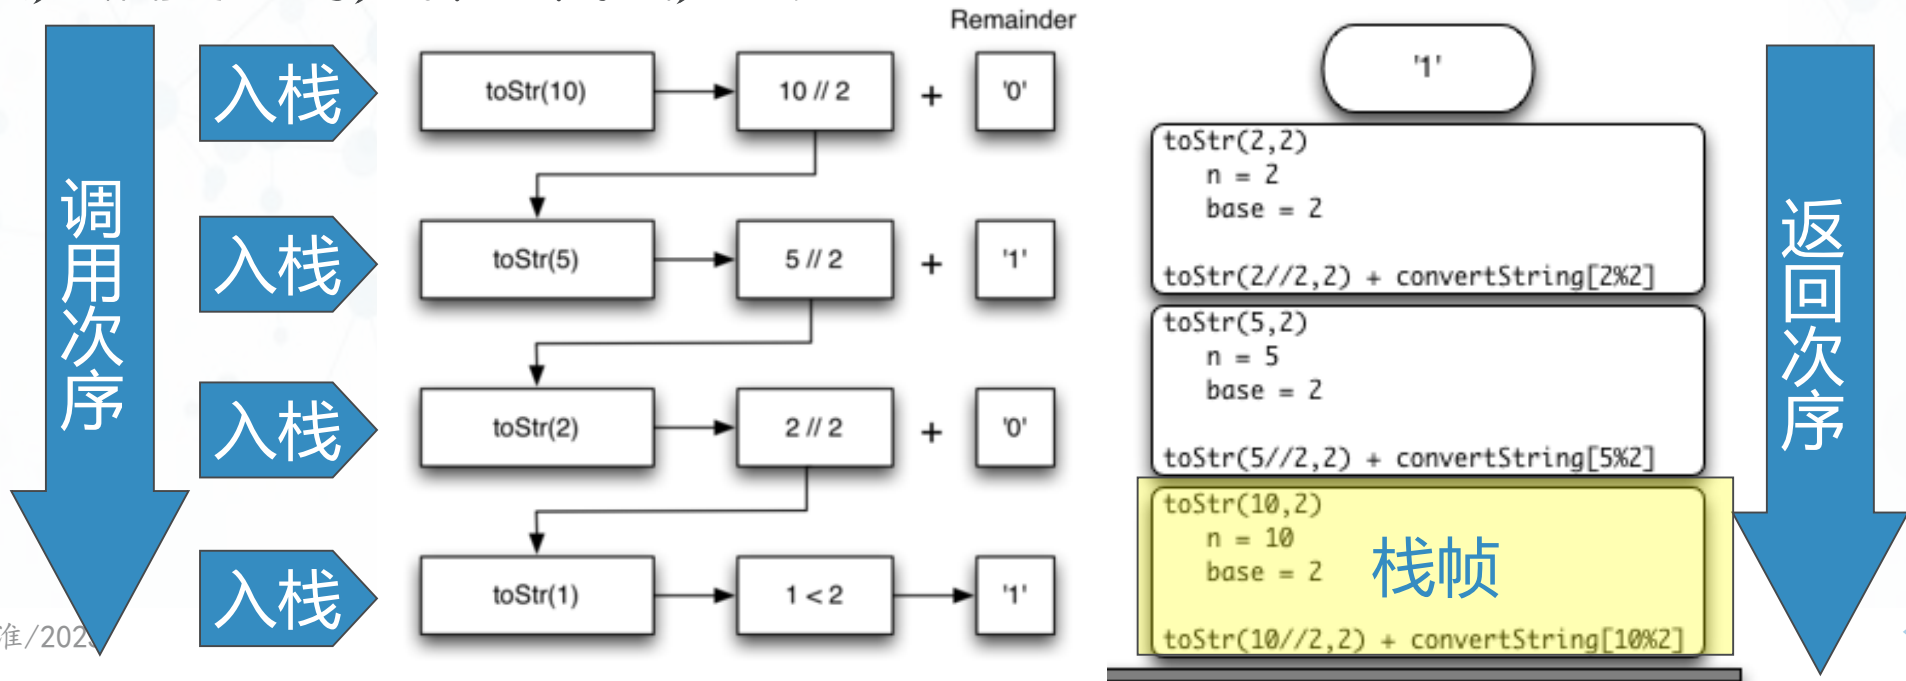 调用次序
Remainder
入栈 toStr(10) 10 // 2 + '0'
入栈 toStr(5) 5 // 2 + '1'
入栈 toStr(2) 2 // 2 + '0'
入栈 toStr(1) 1 < 2 '1'
'1'
toStr(2,2)
n = 2
base = 2
toStr(2//2,2) + convertString[2%2]
toStr(5,2)
n = 5
base = 2
toStr(5//2,2) + convertString[5%2]
toStr(10,2)
n = 10
base = 2
栈帧
toStr(10//2,2) + convertString[10%2]
返回次序